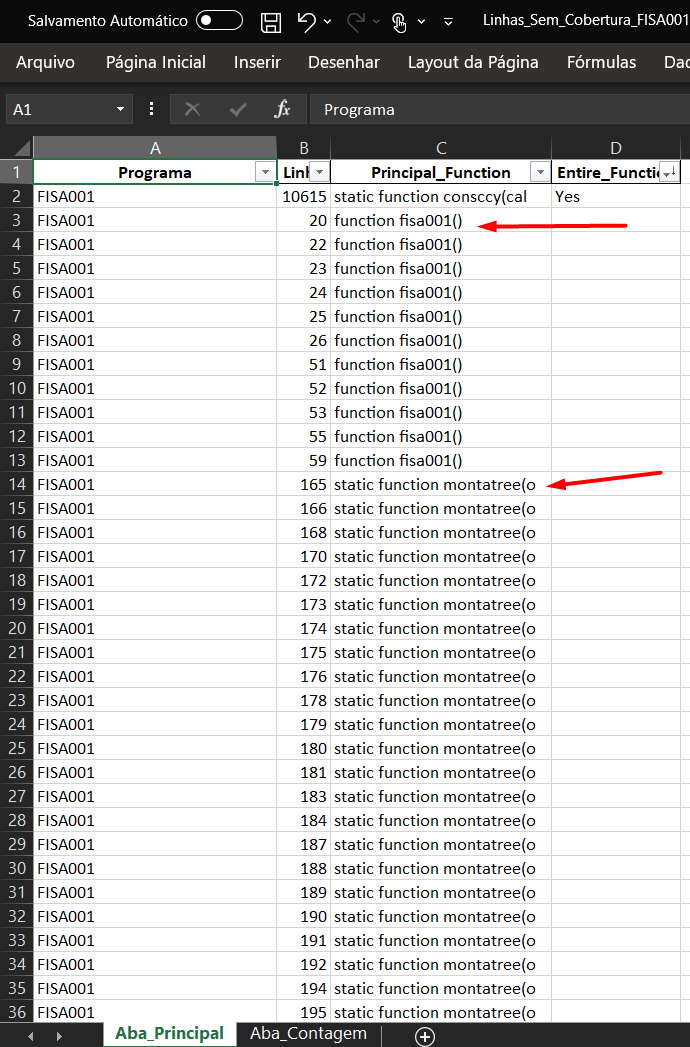 Salvamento Automático Linhas_Sem_Cobertura_FISA001
Arquivo Página Inicial Inserir Desenhar Layout da Página Fórmulas Dad
A1 fx Programa
A B C D
1 Programa Linh Principal_Function Entire_Functio
2 FISA001 10615 static function consccy(cal Yes
3 FISA001 20 function fisa001()
4 FISA001 22 function fisa001()
5 FISA001 23 function fisa001()
6 FISA001 24 function fisa001()
7 FISA001 25 function fisa001()
8 FISA001 26 function fisa001()
9 FISA001 51 function fisa001()
10 FISA001 52 function fisa001()
11 FISA001 53 function fisa001()
12 FISA001 55 function fisa001()
13 FISA001 59 function fisa001()
14 FISA001 165 static function montatree(o
15 FISA001 166 static function montatree(o
16 FISA001 168 static function montatree(o
17 FISA001 170 static function montatree(o
18 FISA001 172 static function montatree(o
19 FISA001 173 static function montatree(o
20 FISA001 174 static function montatree(o
21 FISA001 175 static function montatree(o
22 FISA001 176 static function montatree(o
23 FISA001 178 static function montatree(o
24 FISA001 179 static function montatree(o
25 FISA001 180 static function montatree(o
26 FISA001 181 static function montatree(o
27 FISA001 183 static function montatree(o
28 FISA001 184 static function montatree(o
29 FISA001 187 static function montatree(o
30 FISA001 188 static function montatree(o
31 FISA001 189 static function montatree(o
32 FISA001 190 static function montatree(o
33 FISA001 191 static function montatree(o
34 FISA001 192 static function montatree(o
35 FISA001 194 static function montatree(o
36 FISA001 195 static function montatree(o
Aba_Principal Aba_Contagem